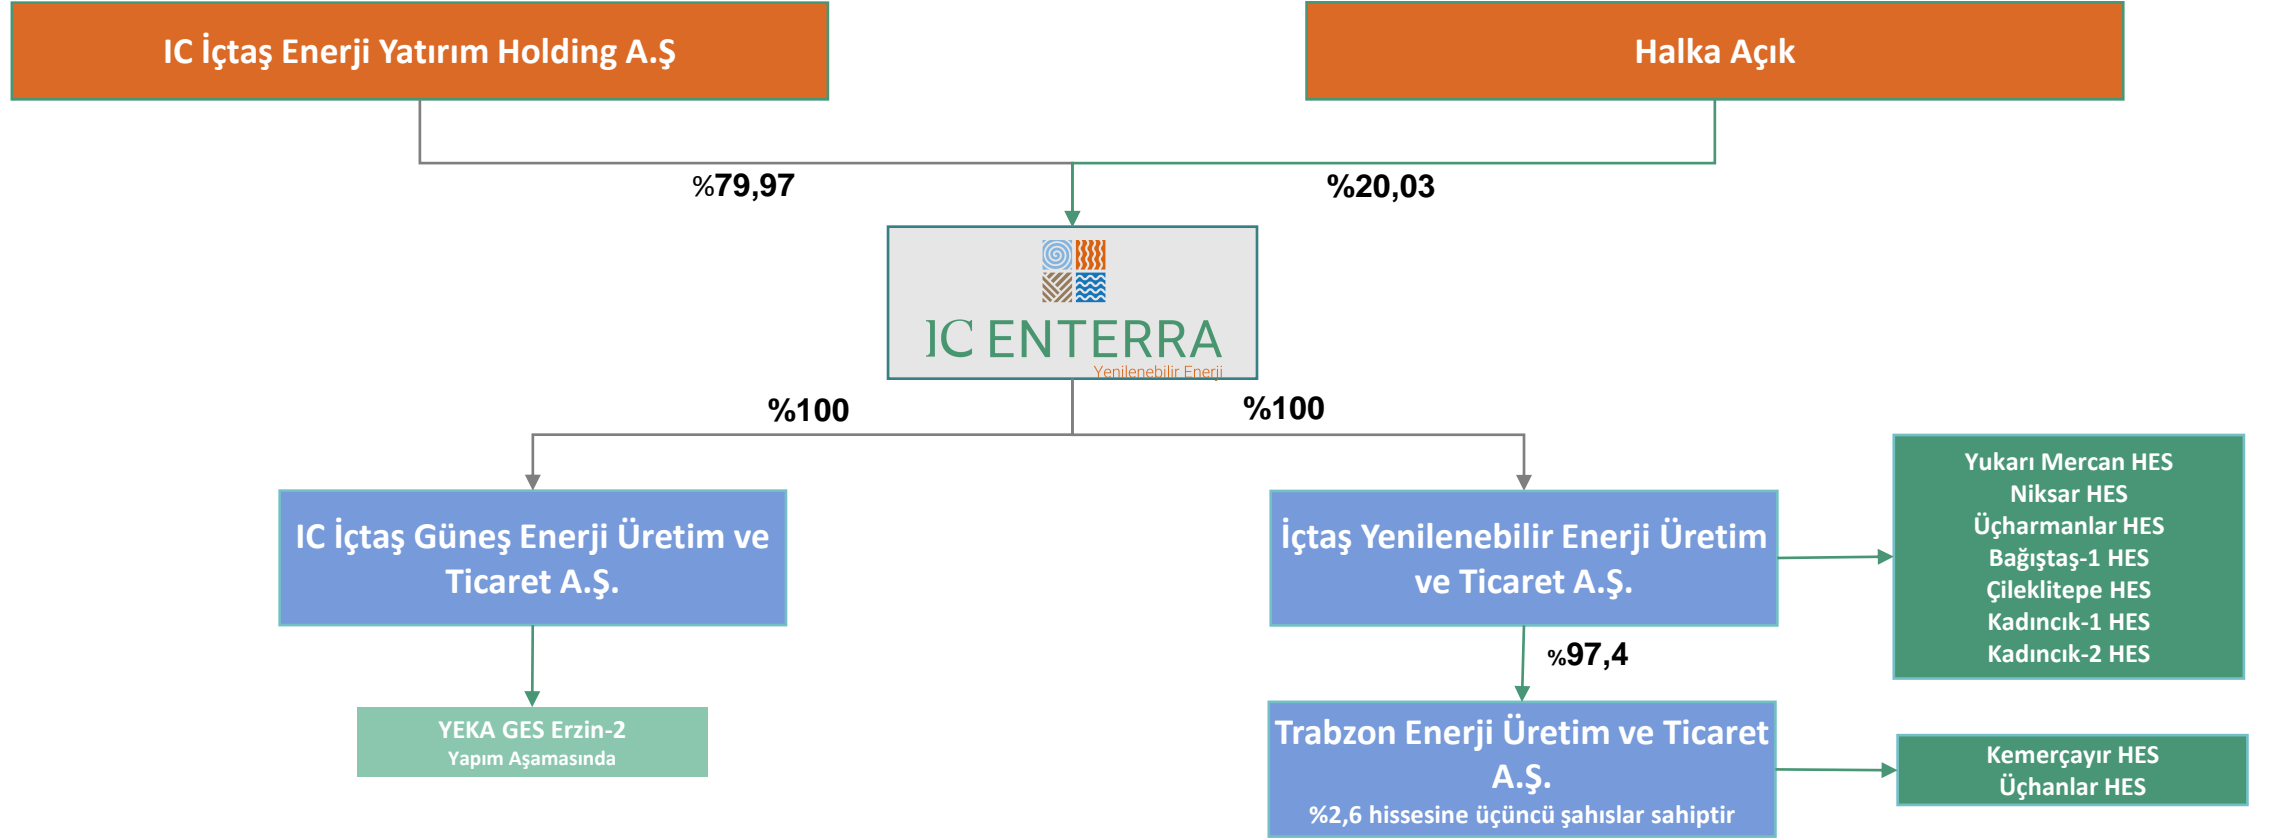 IC İçtaş Enerji Yatırım Holding A.Ş
Halka Açık
%79,97
%20,03
IC ENTERRA
Yenilenebilir Enerji
%100
%100
IC İçtaş Güneş Enerji Üretim ve
Ticaret A.Ş.
İçtaş Yenilenebilir Enerji Üretim
ve Ticaret A.Ş.
Yukarı Mercan HES
Niksar HES
Üçharmanlar HES
Bağıştaş-1 HES
Çileklitepe HES
Kadıncık-1 HES
Kadıncık-2 HES
%97,4
YEKA GES Erzin-2
Yapım Aşamasında
Trabzon Enerji Üretim ve Ticaret
A.Ş.
%2,6 hissesine üçüncü şahıslar sahiptir
Kemerçayır HES
Üçhanlar HES